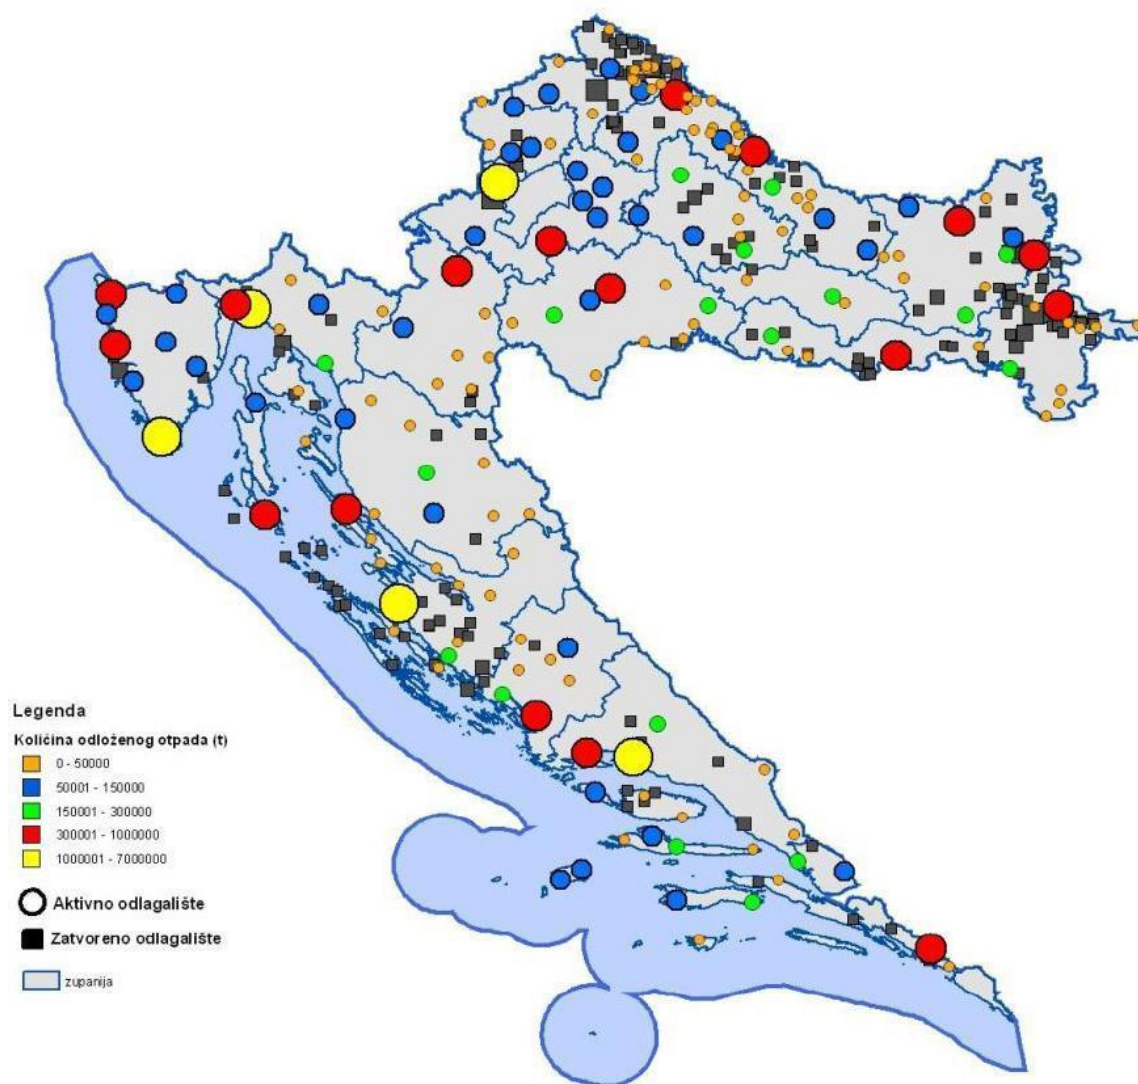 Legenda
Količina odloženog otpada (t)
0 - 50000
50001 - 150000
150001 - 300000
300001 - 1000000
1000001 - 7000000
Aktivno odlagalište
Zatvoreno odlagalište
zupanija